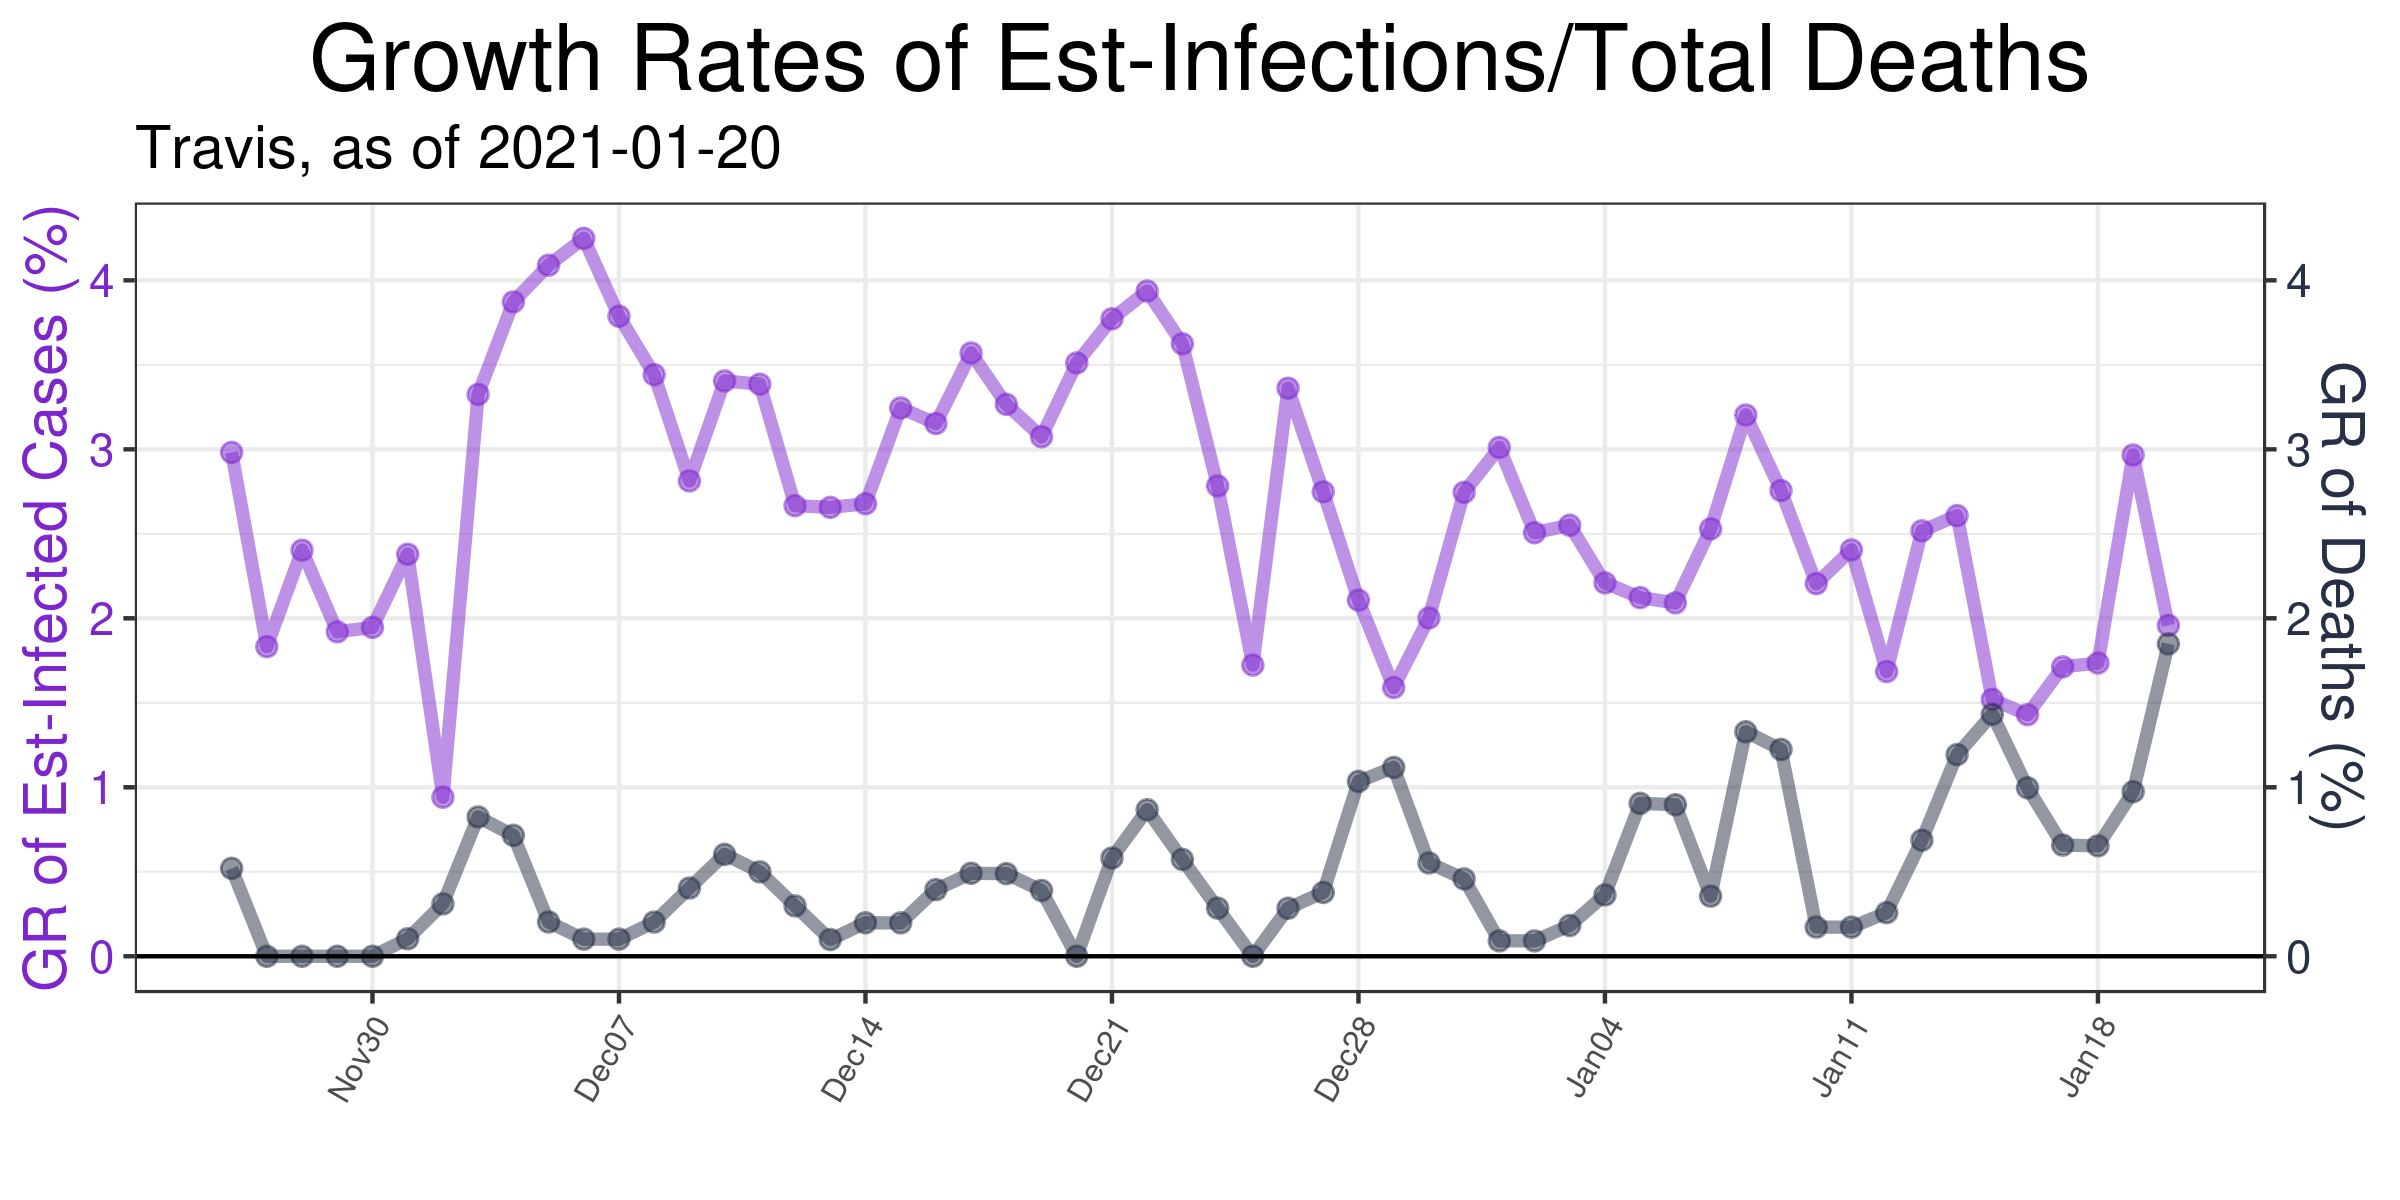 Growth Rates of Est-Infections/Total Deaths
Travis, as of 2021-01-20
GR of Est-Infected Cases (%)
4
3
2
1
0
4
3
2
1
0
GR of Deaths (%)
Nov30
Dec07
Dec14
Dec21
Dec28
Jan04
Jan11
Jan18